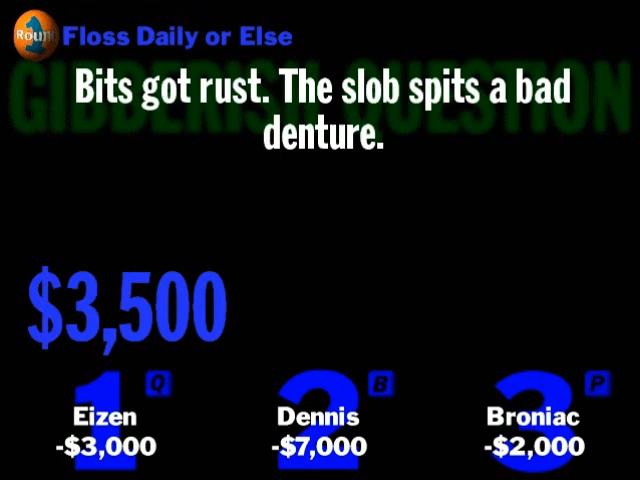 Round 1
Floss Daily or Else
GIBBERISH QUESTION
Bits got rust. The slob spits a bad
denture.
$3,500
1 Q 2 B 3 P
Eizen Dennis Broniac
-$3,000 -$7,000 -$2,000